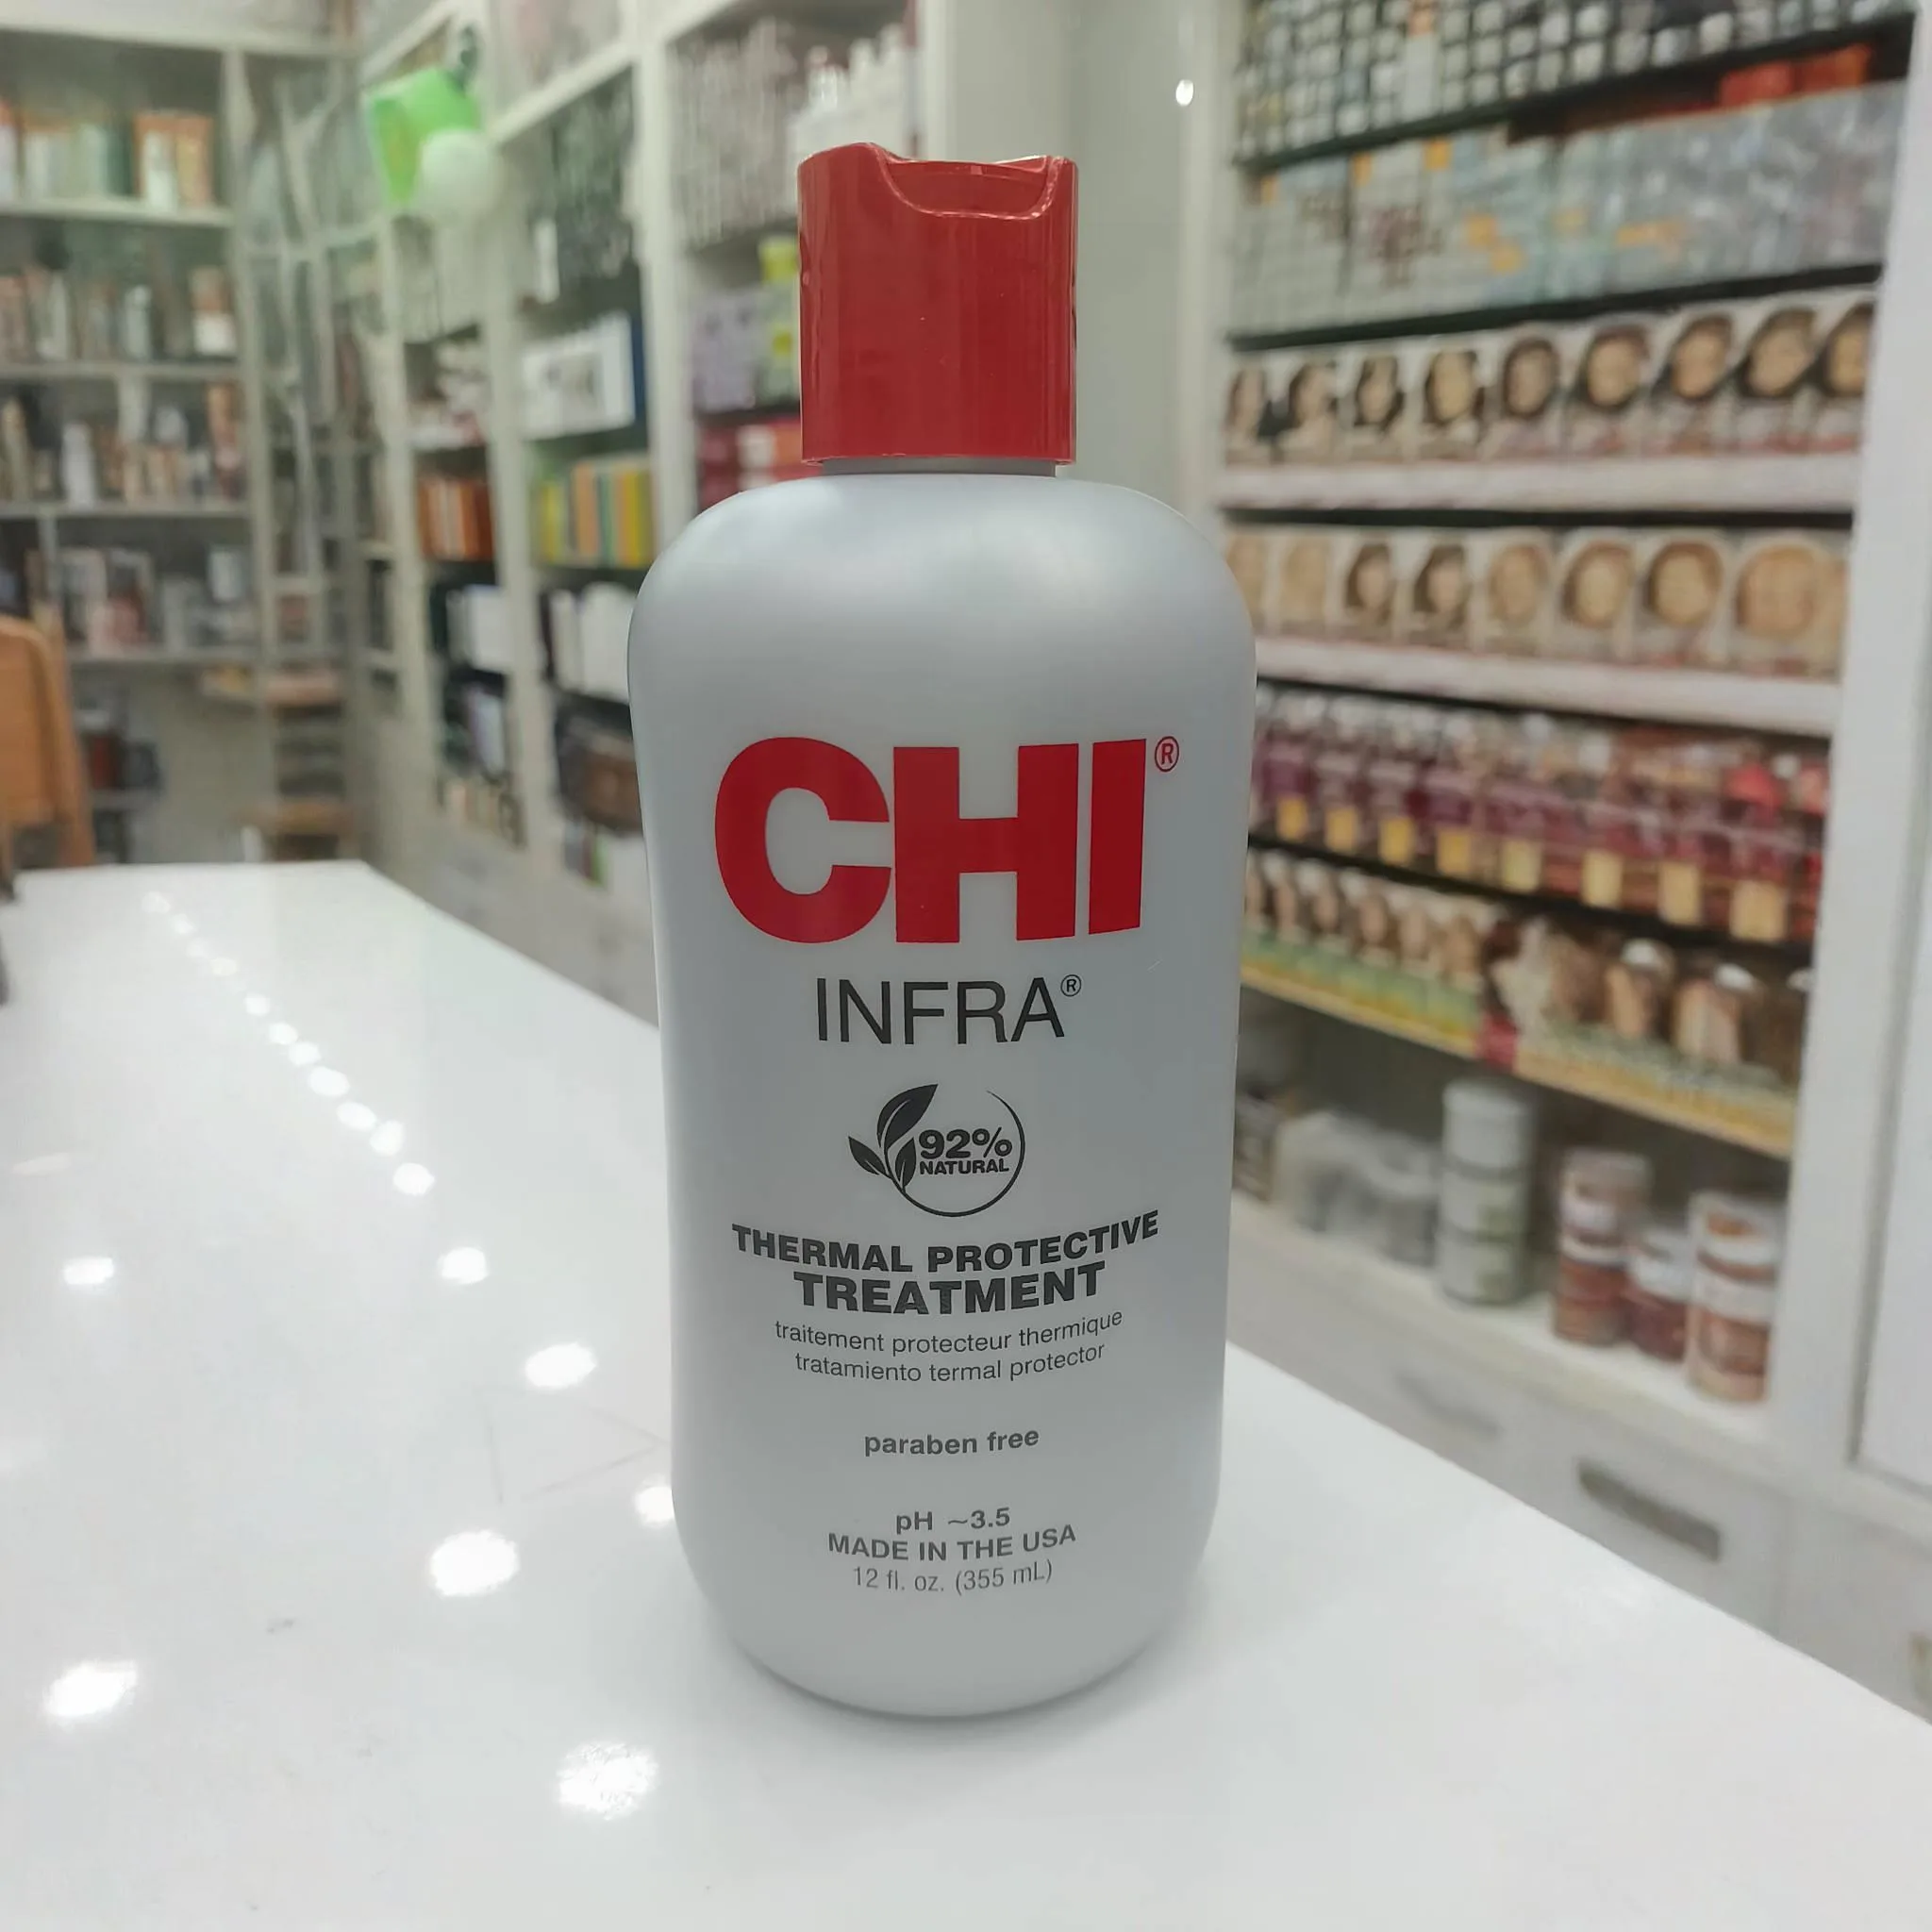 CHI®
INFRA®
92%
NATURAL
THERMAL PROTECTIVE
TREATMENT
traitement protecteur thermique
tratamiento termal protector
paraben free
pH ~3.5
MADE IN THE USA
12 fl. oz. (355 mL)